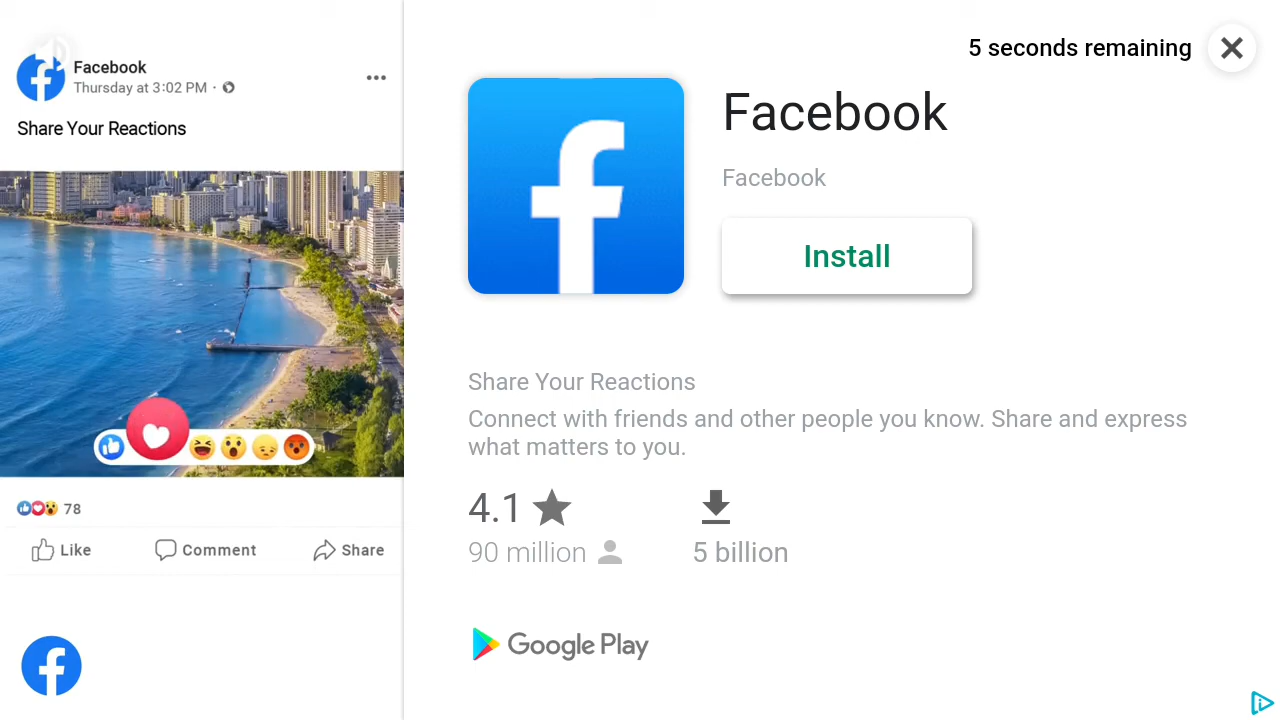 5 seconds remaining
Facebook
Thursday at 3:02 PM ·
Share Your Reactions
78
Like
Comment
Share
Facebook
Facebook
Install
Share Your Reactions
Connect with friends and other people you know. Share and express
what matters to you.
4.1
90 million
5 billion
Google Play